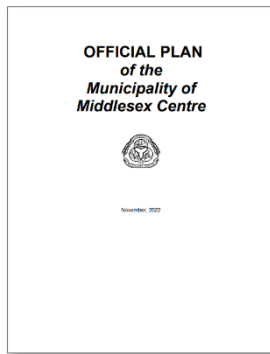 OFFICIAL PLAN
of the
Municipality of
Middlesex Centre
November, 2022